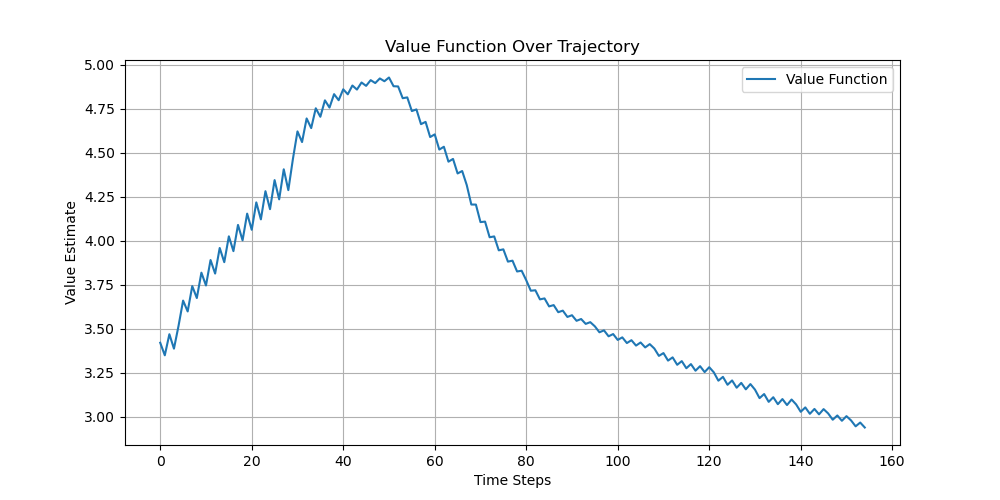 Value Function Over Trajectory
Value Function
Value Estimate
5.00
4.75
4.50
4.25
4.00
3.75
3.50
3.25
3.00
0 20 40 60 80 100 120 140 160
Time Steps